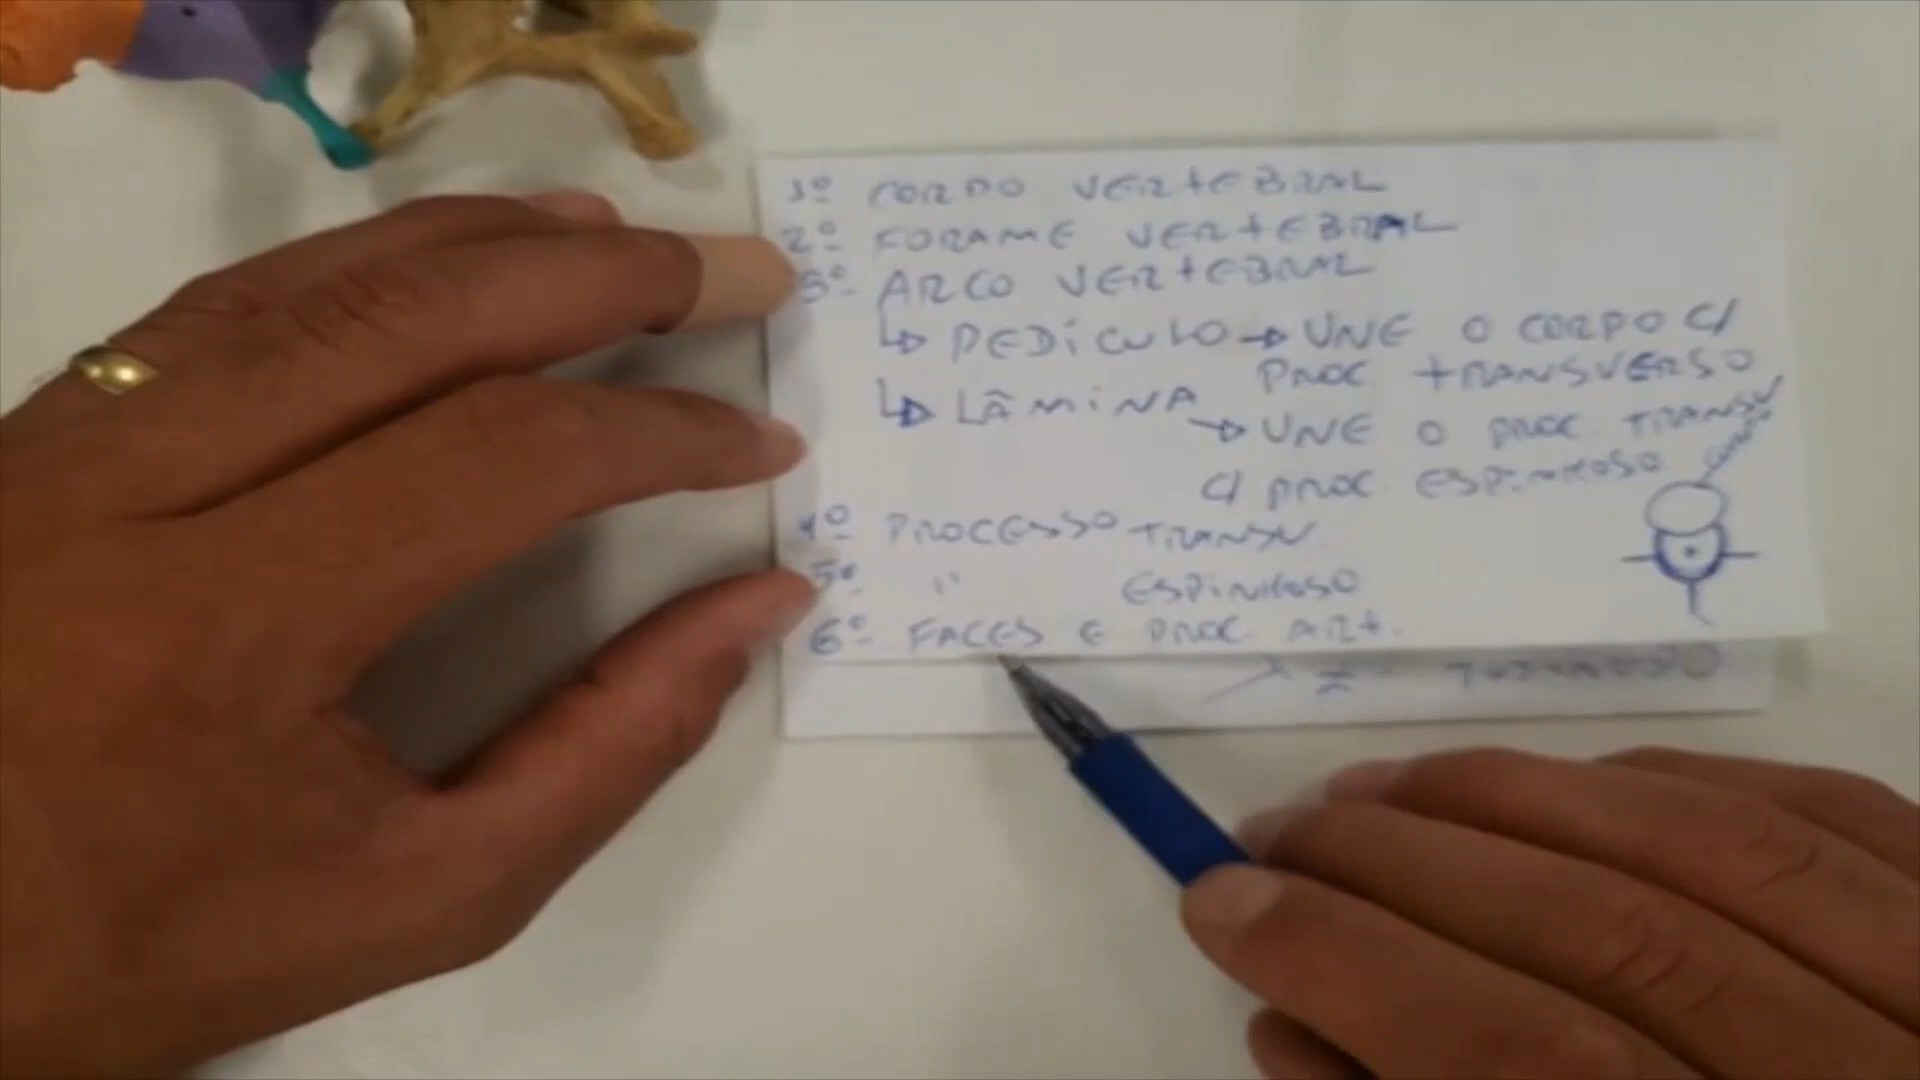 1º CORPO VERTEBRAL
2º FORAME VERTEBRAL
3º ARCO VERTEBRAL
↳ PEDÍCULO → UNE O CORPO C/
PROC TRANSVERSO
↳ LÂMINA → UNE O PROC TRANSV
C/ PROC ESPINHOSO
4º PROCESSO TRANSV
5º " ESPINHOSO
6º FACES E PROC ART.